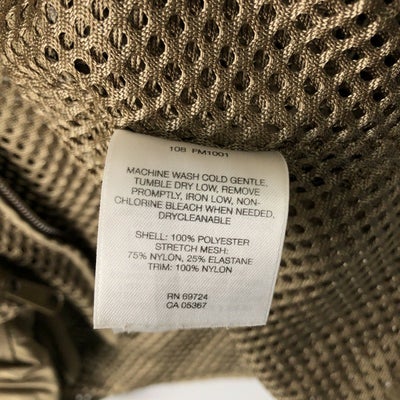 108 FM1001
MACHINE WASH COLD GENTLE,
TUMBLE DRY LOW, REMOVE
PROMPTLY, IRON LOW, NON-
CHLORINE BLEACH WHEN NEEDED,
DRYCLEANABLE
SHELL: 100% POLYESTER
STRETCH MESH:
75% NYLON, 25% ELASTANE
TRIM: 100% NYLON
RN 69724
CA 05367